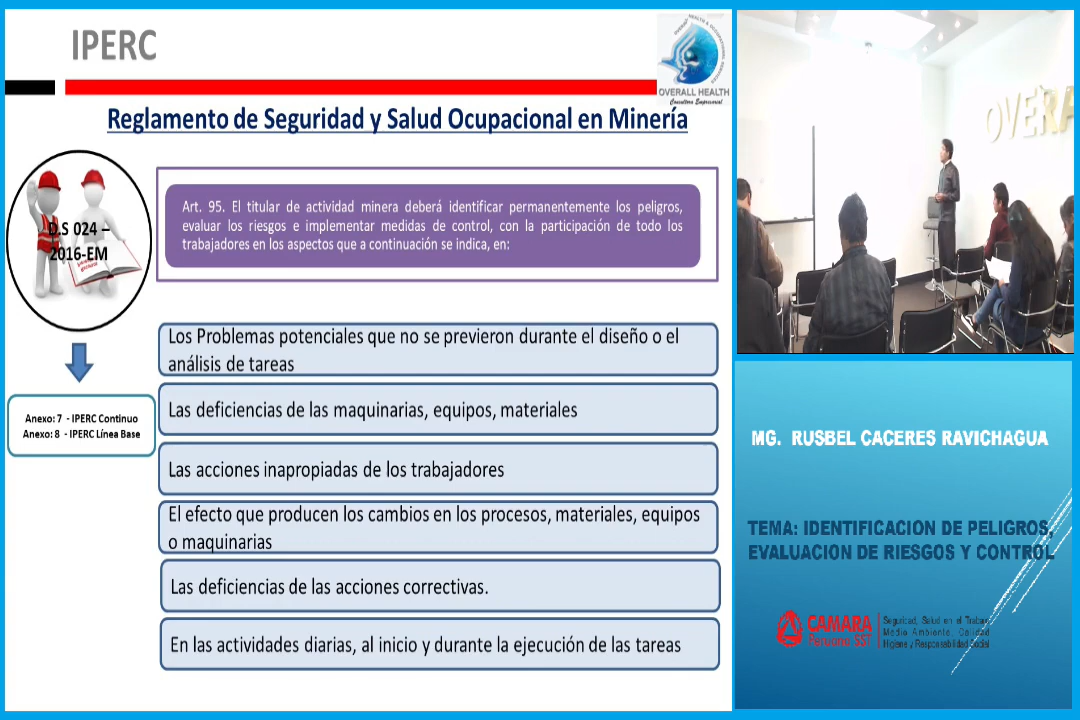 IPERC
OVERALL HEALTH & OCCUPATIONAL
OVERALL HEALTH
Consultora Empresarial
Reglamento de Seguridad y Salud Ocupacional en Minería
D.S 024 –
2016-EM
Art. 95. El titular de actividad minera deberá identificar permanentemente los peligros,
evaluar los riesgos e implementar medidas de control, con la participación de todo los
trabajadores en los aspectos que a continuación se indica, en:
Anexo: 7 - IPERC Continuo
Anexo: 8 - IPERC Línea Base
Los Problemas potenciales que no se previeron durante el diseño o el
análisis de tareas
Las deficiencias de las maquinarias, equipos, materiales
Las acciones inapropiadas de los trabajadores
El efecto que producen los cambios en los procesos, materiales, equipos
o maquinarias
Las deficiencias de las acciones correctivas.
En las actividades diarias, al inicio y durante la ejecución de las tareas
OVERA
MG. RUSBEL CACERES RAVICHAGUA
TEMA: IDENTIFICACION DE PELIGROS,
EVALUACION DE RIESGOS Y CONTROL
CAMARA
Peruana SST
Seguridad, Salud en el Trabajo
Medio Ambiente, Calidad
Higiene y Responsabilidad Social